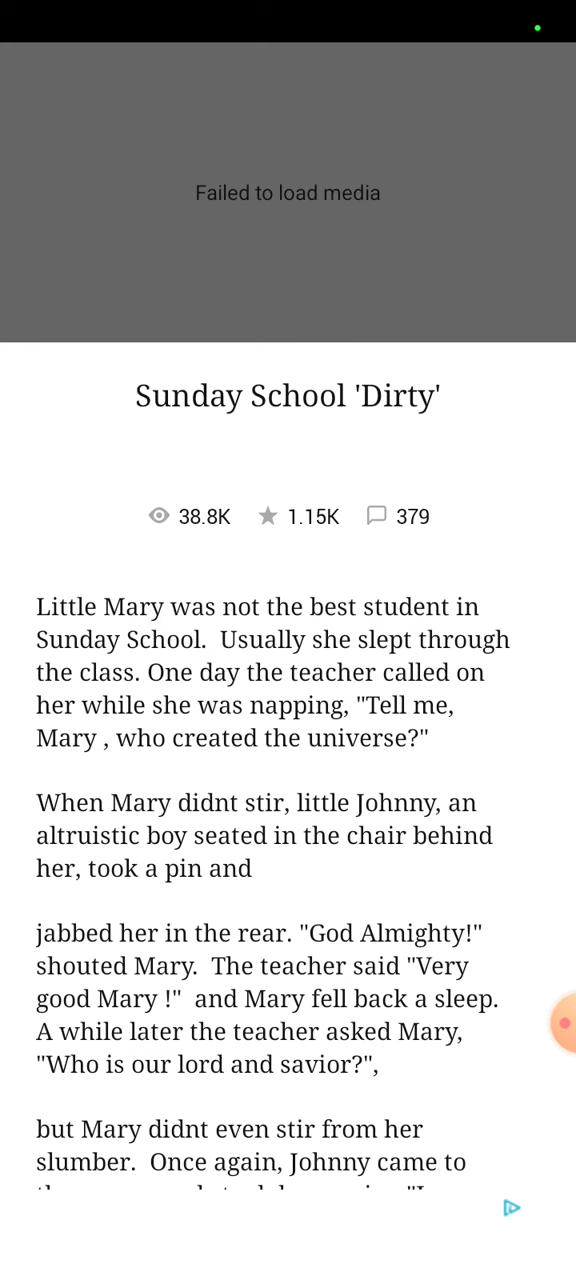 Failed to load media
Sunday School 'Dirty'
38.8K 1.15K 379
Little Mary was not the best student in
Sunday School.  Usually she slept through
the class. One day the teacher called on
her while she was napping, "Tell me,
Mary , who created the universe?"
When Mary didnt stir, little Johnny, an
altruistic boy seated in the chair behind
her, took a pin and
jabbed her in the rear. "God Almighty!"
shouted Mary.  The teacher said "Very
good Mary !"  and Mary fell back a sleep.
A while later the teacher asked Mary,
"Who is our lord and savior?",
but Mary didnt even stir from her
slumber.  Once again, Johnny came to